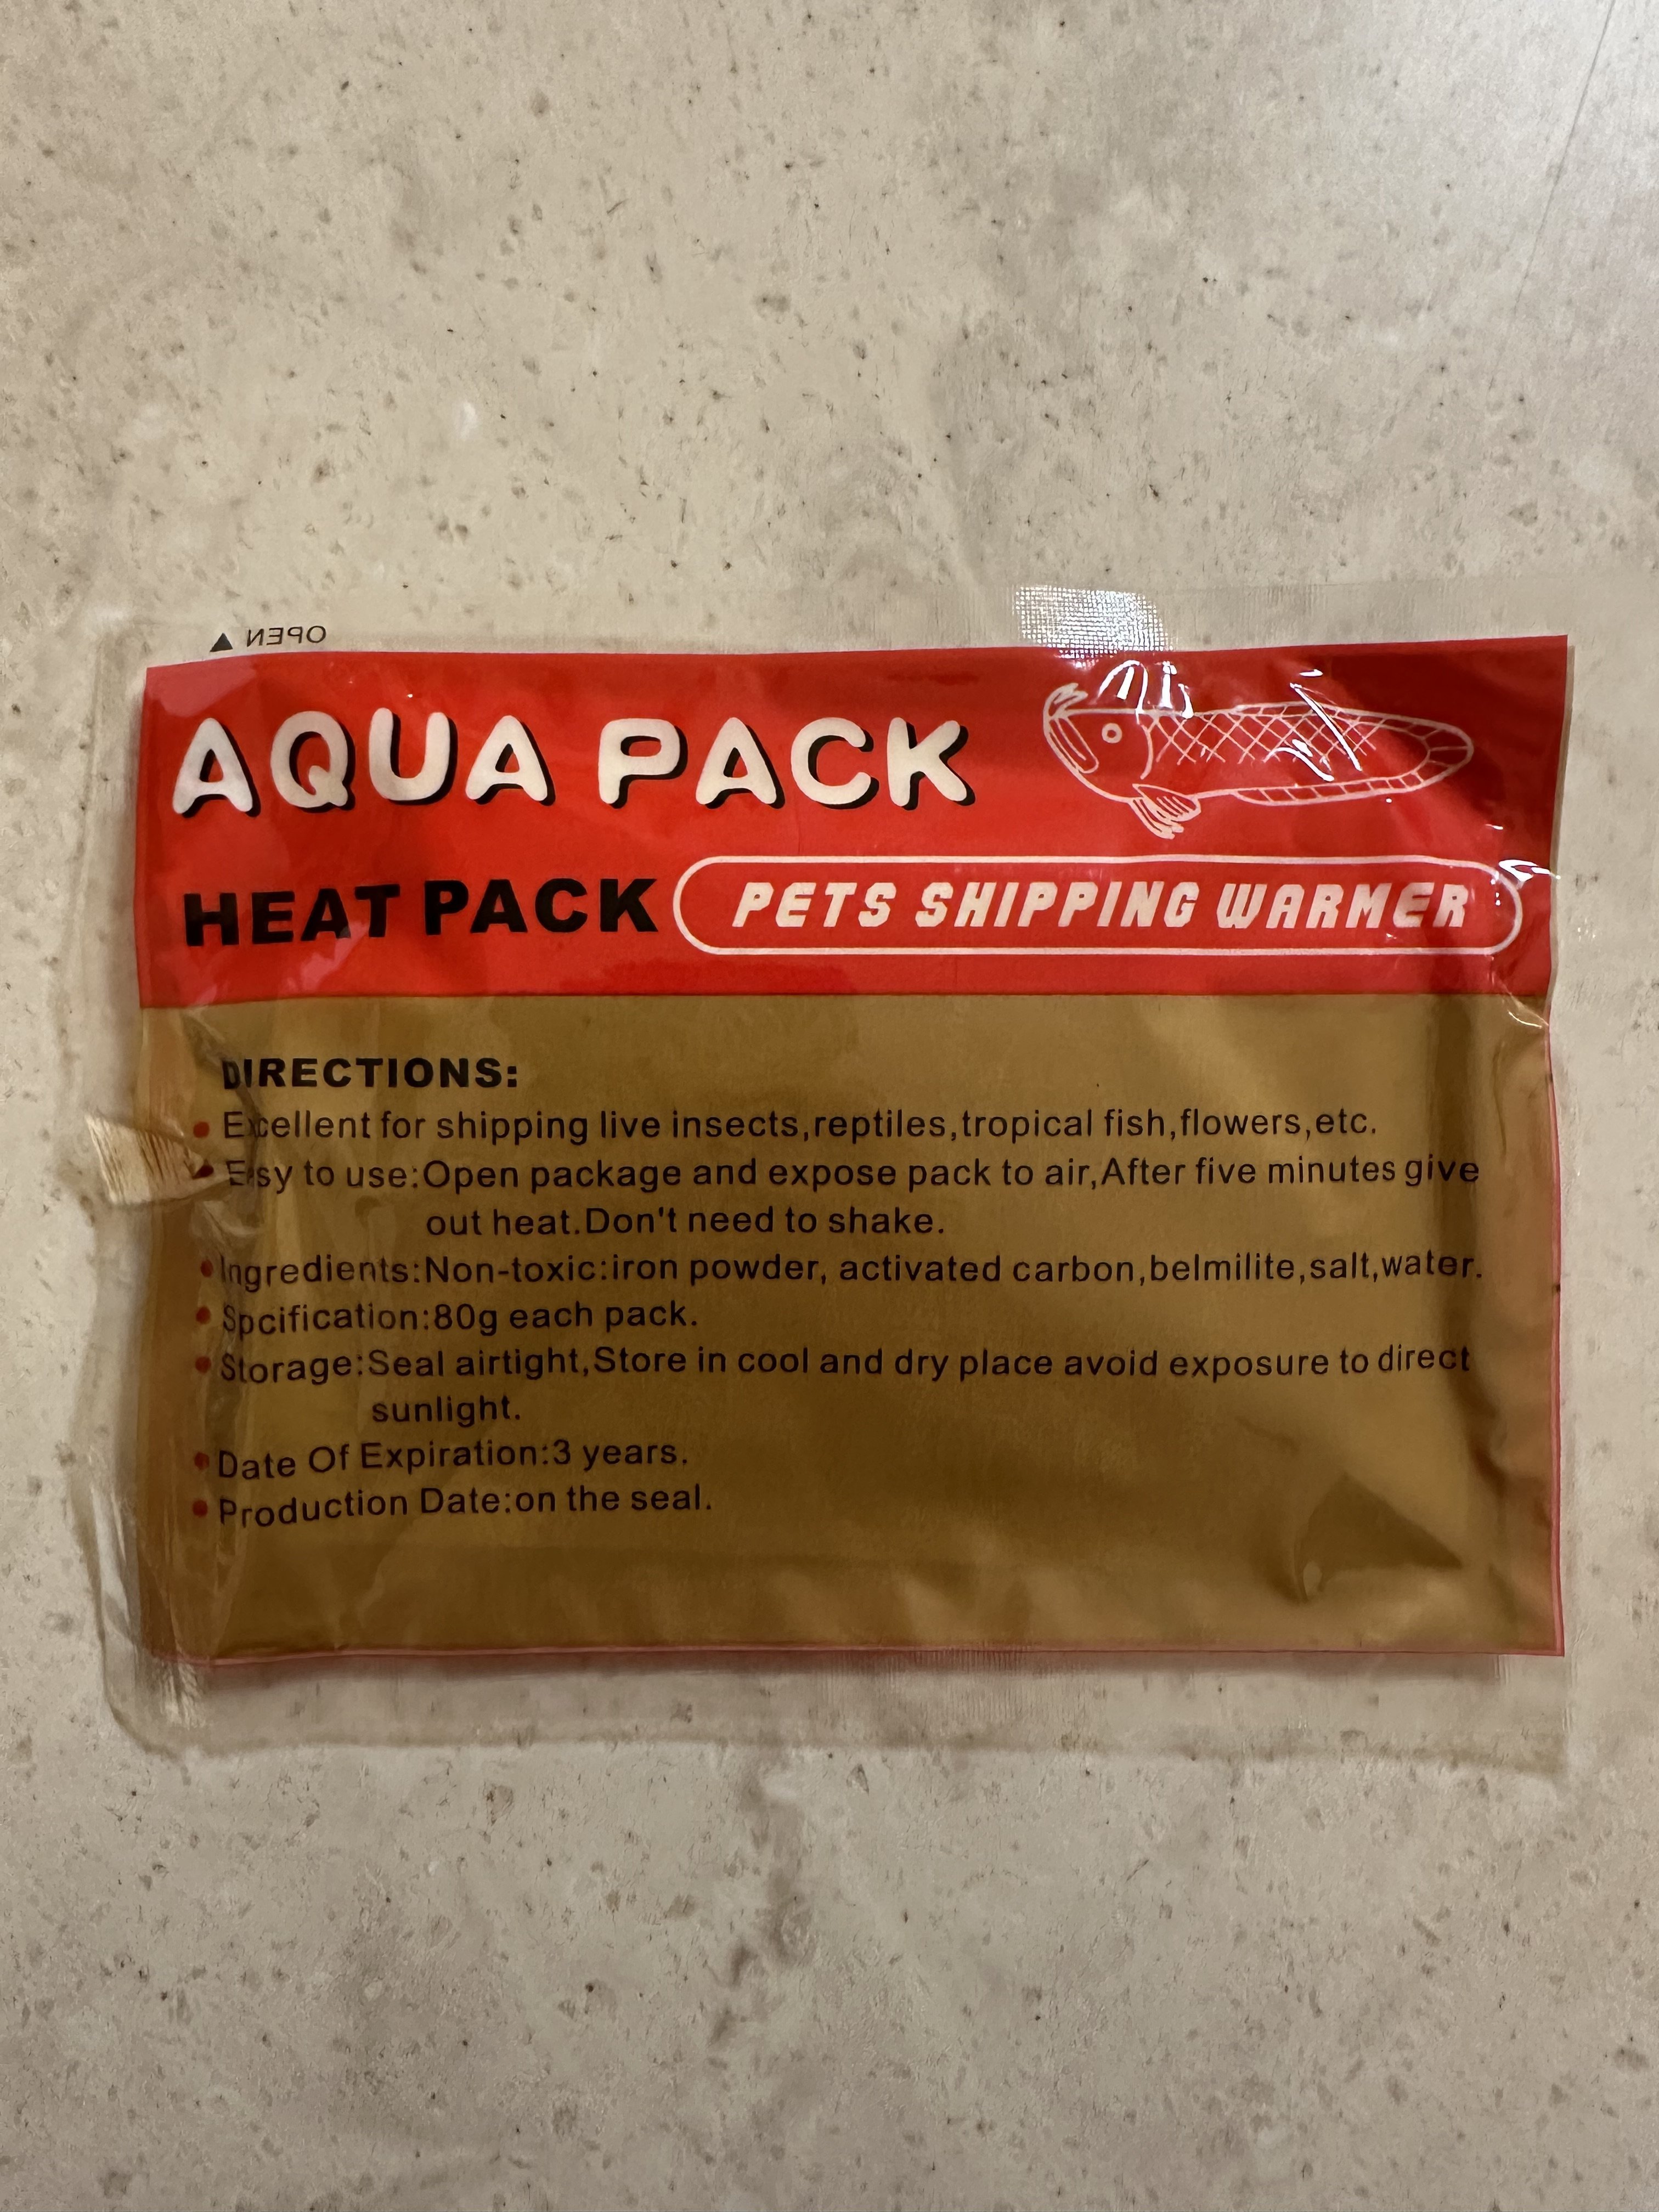 OPEN
AQUA PACK
HEAT PACK PETS SHIPPING WARMER
DIRECTIONS:
• Excellent for shipping live insects,reptiles,tropical fish,flowers,etc.
• Easy to use:Open package and expose pack to air,After five minutes give
out heat.Don't need to shake.
• Ingredients:Non-toxic:iron powder, activated carbon,belmilite,salt,water.
• Spcification:80g each pack.
• Storage:Seal airtight,Store in cool and dry place avoid exposure to direct
sunlight.
• Date Of Expiration:3 years.
• Production Date:on the seal.